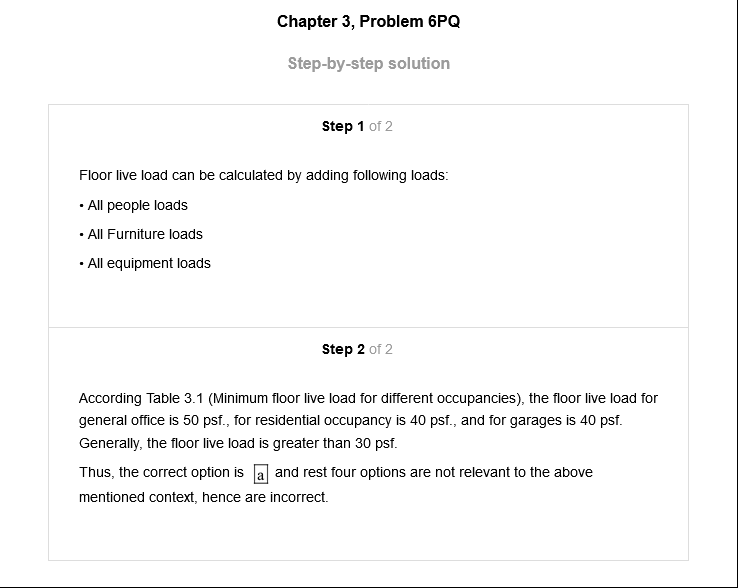 Chapter 3, Problem 6PQ
Step-by-step solution
Step 1 of 2
Floor live load can be calculated by adding following loads:
• All people loads
• All Furniture loads
• All equipment loads
Step 2 of 2
According Table 3.1 (Minimum floor live load for different occupancies), the floor live load for
general office is 50 psf., for residential occupancy is 40 psf., and for garages is 40 psf.
Generally, the floor live load is greater than 30 psf.
Thus, the correct option is a and rest four options are not relevant to the above
mentioned context, hence are incorrect.